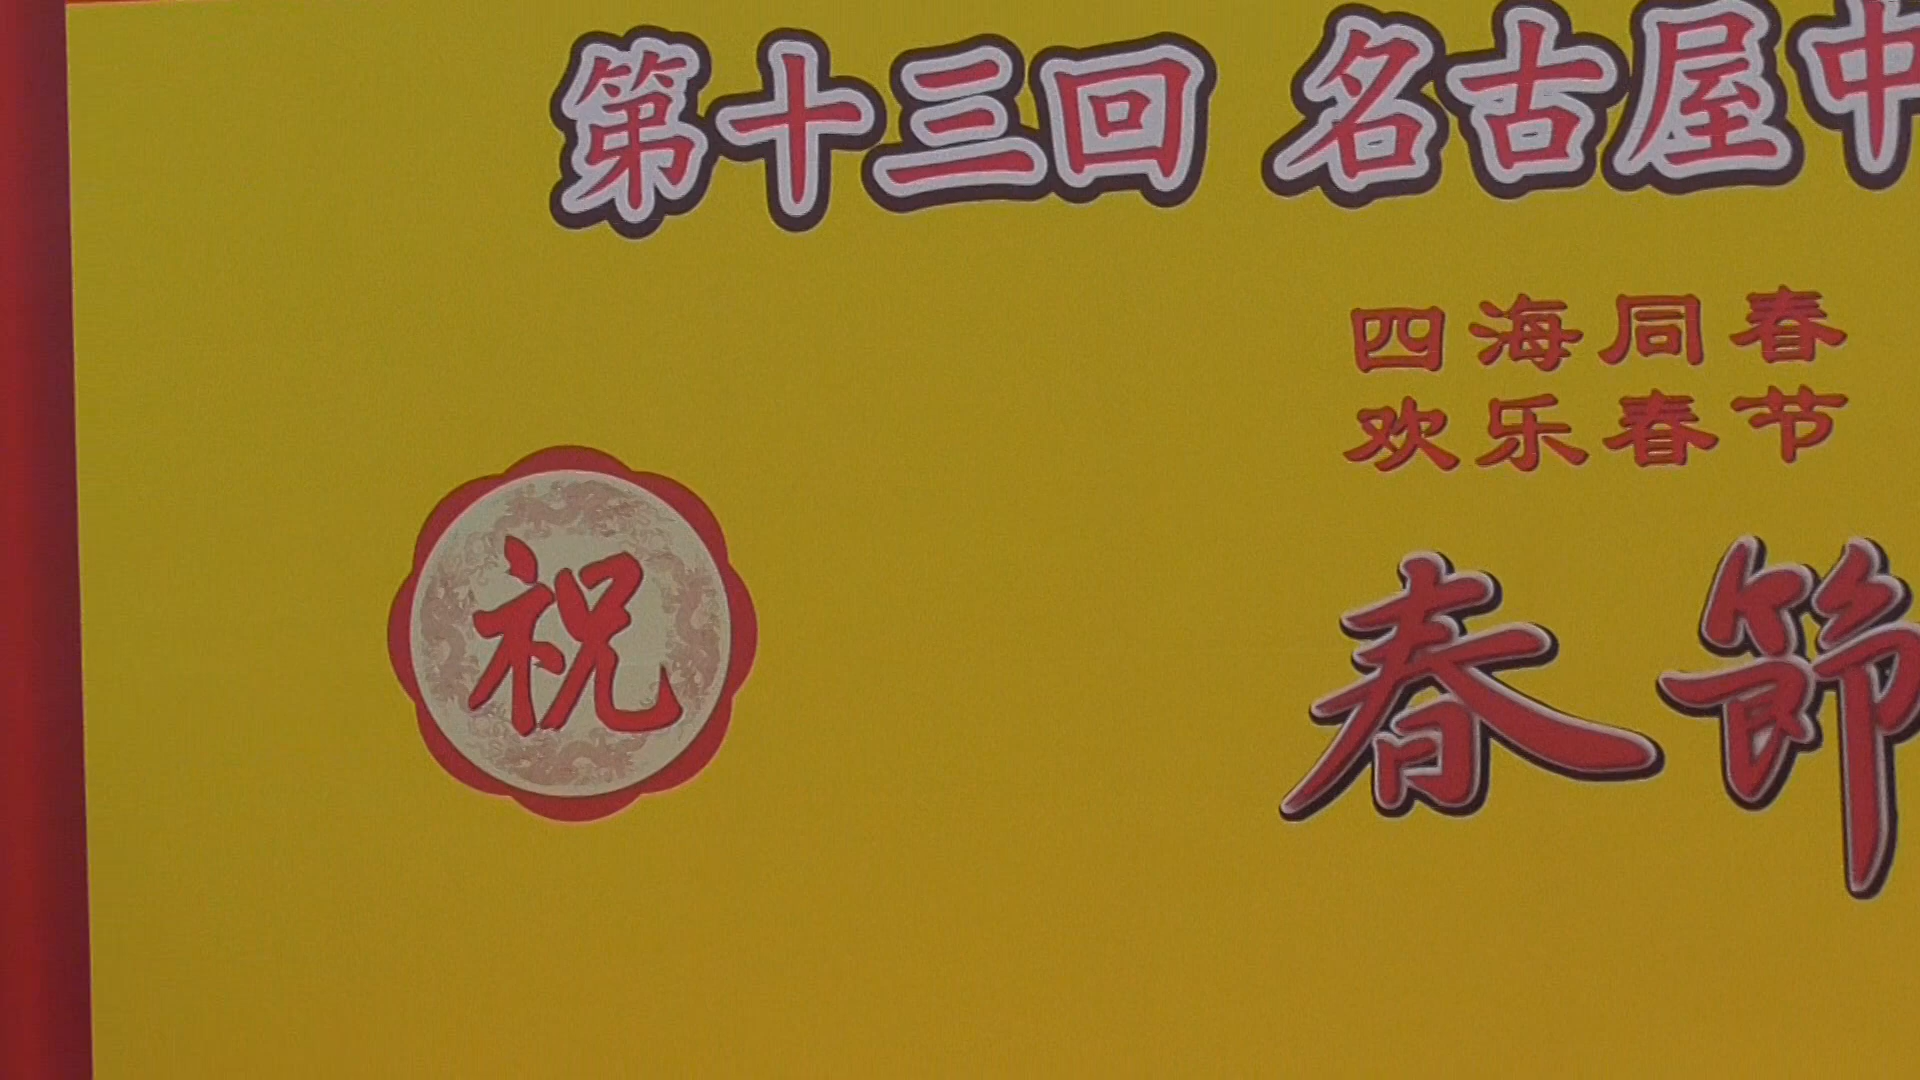 第十三回 名古屋中
四海同春
欢乐春节
祝
春節